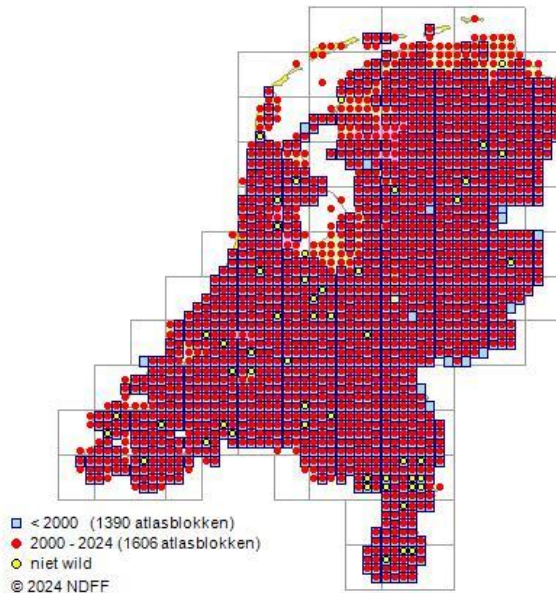 < 2000 (1390 atlasblokken)
2000 - 2024 (1606 atlasblokken)
niet wild
© 2024 NDFF